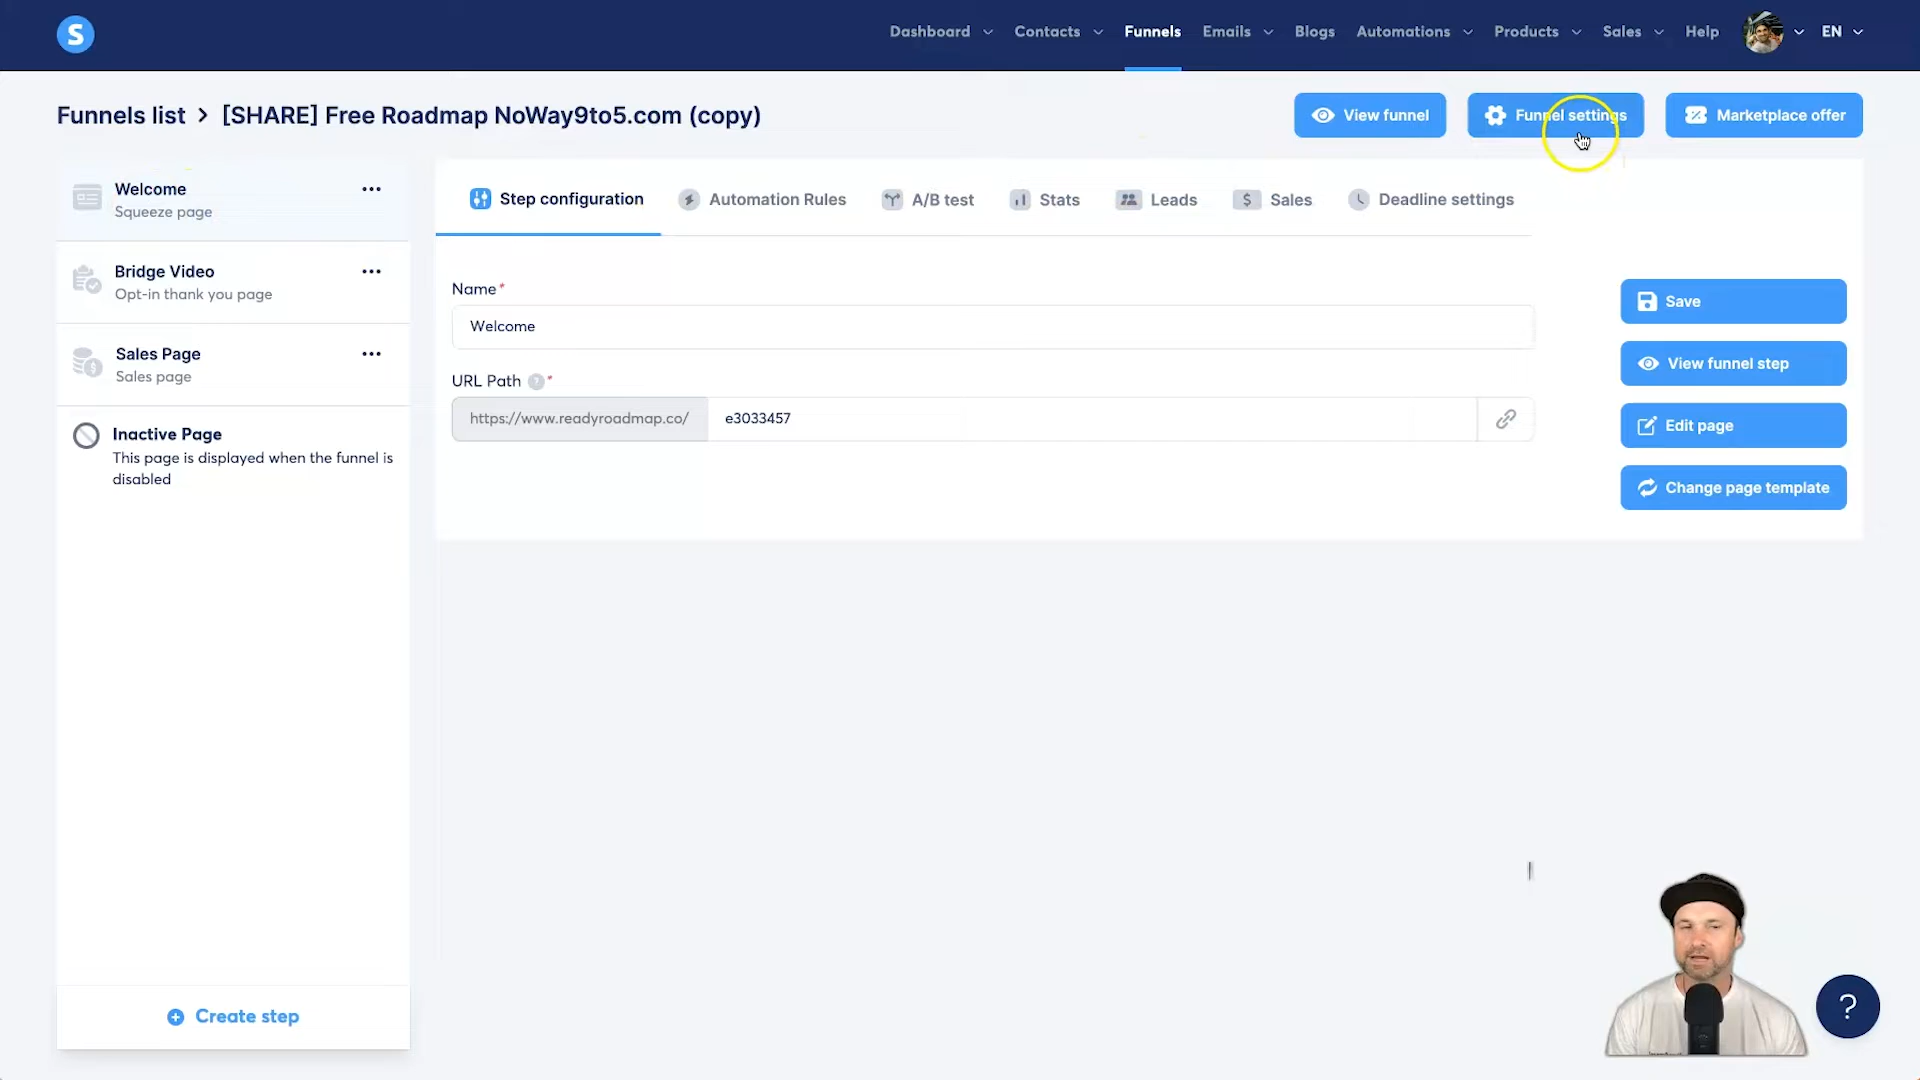 S
Dashboard Contacts Funnels Emails Blogs Automations Products Sales Help EN
Funnels list > [SHARE] Free Roadmap NoWay9to5.com (copy)
View funnel
Funnel settings
Marketplace offer
Welcome
Squeeze page
Bridge Video
Opt-in thank you page
Sales Page
Sales page
Inactive Page
This page is displayed when the funnel is
disabled
Create step
Step configuration
Automation Rules
A/B test
Stats
Leads
$ Sales
Deadline settings
Name*
Welcome
URL Path ?*
https://www.readyroadmap.co/ e3033457
Save
View funnel step
Edit page
Change page template
?